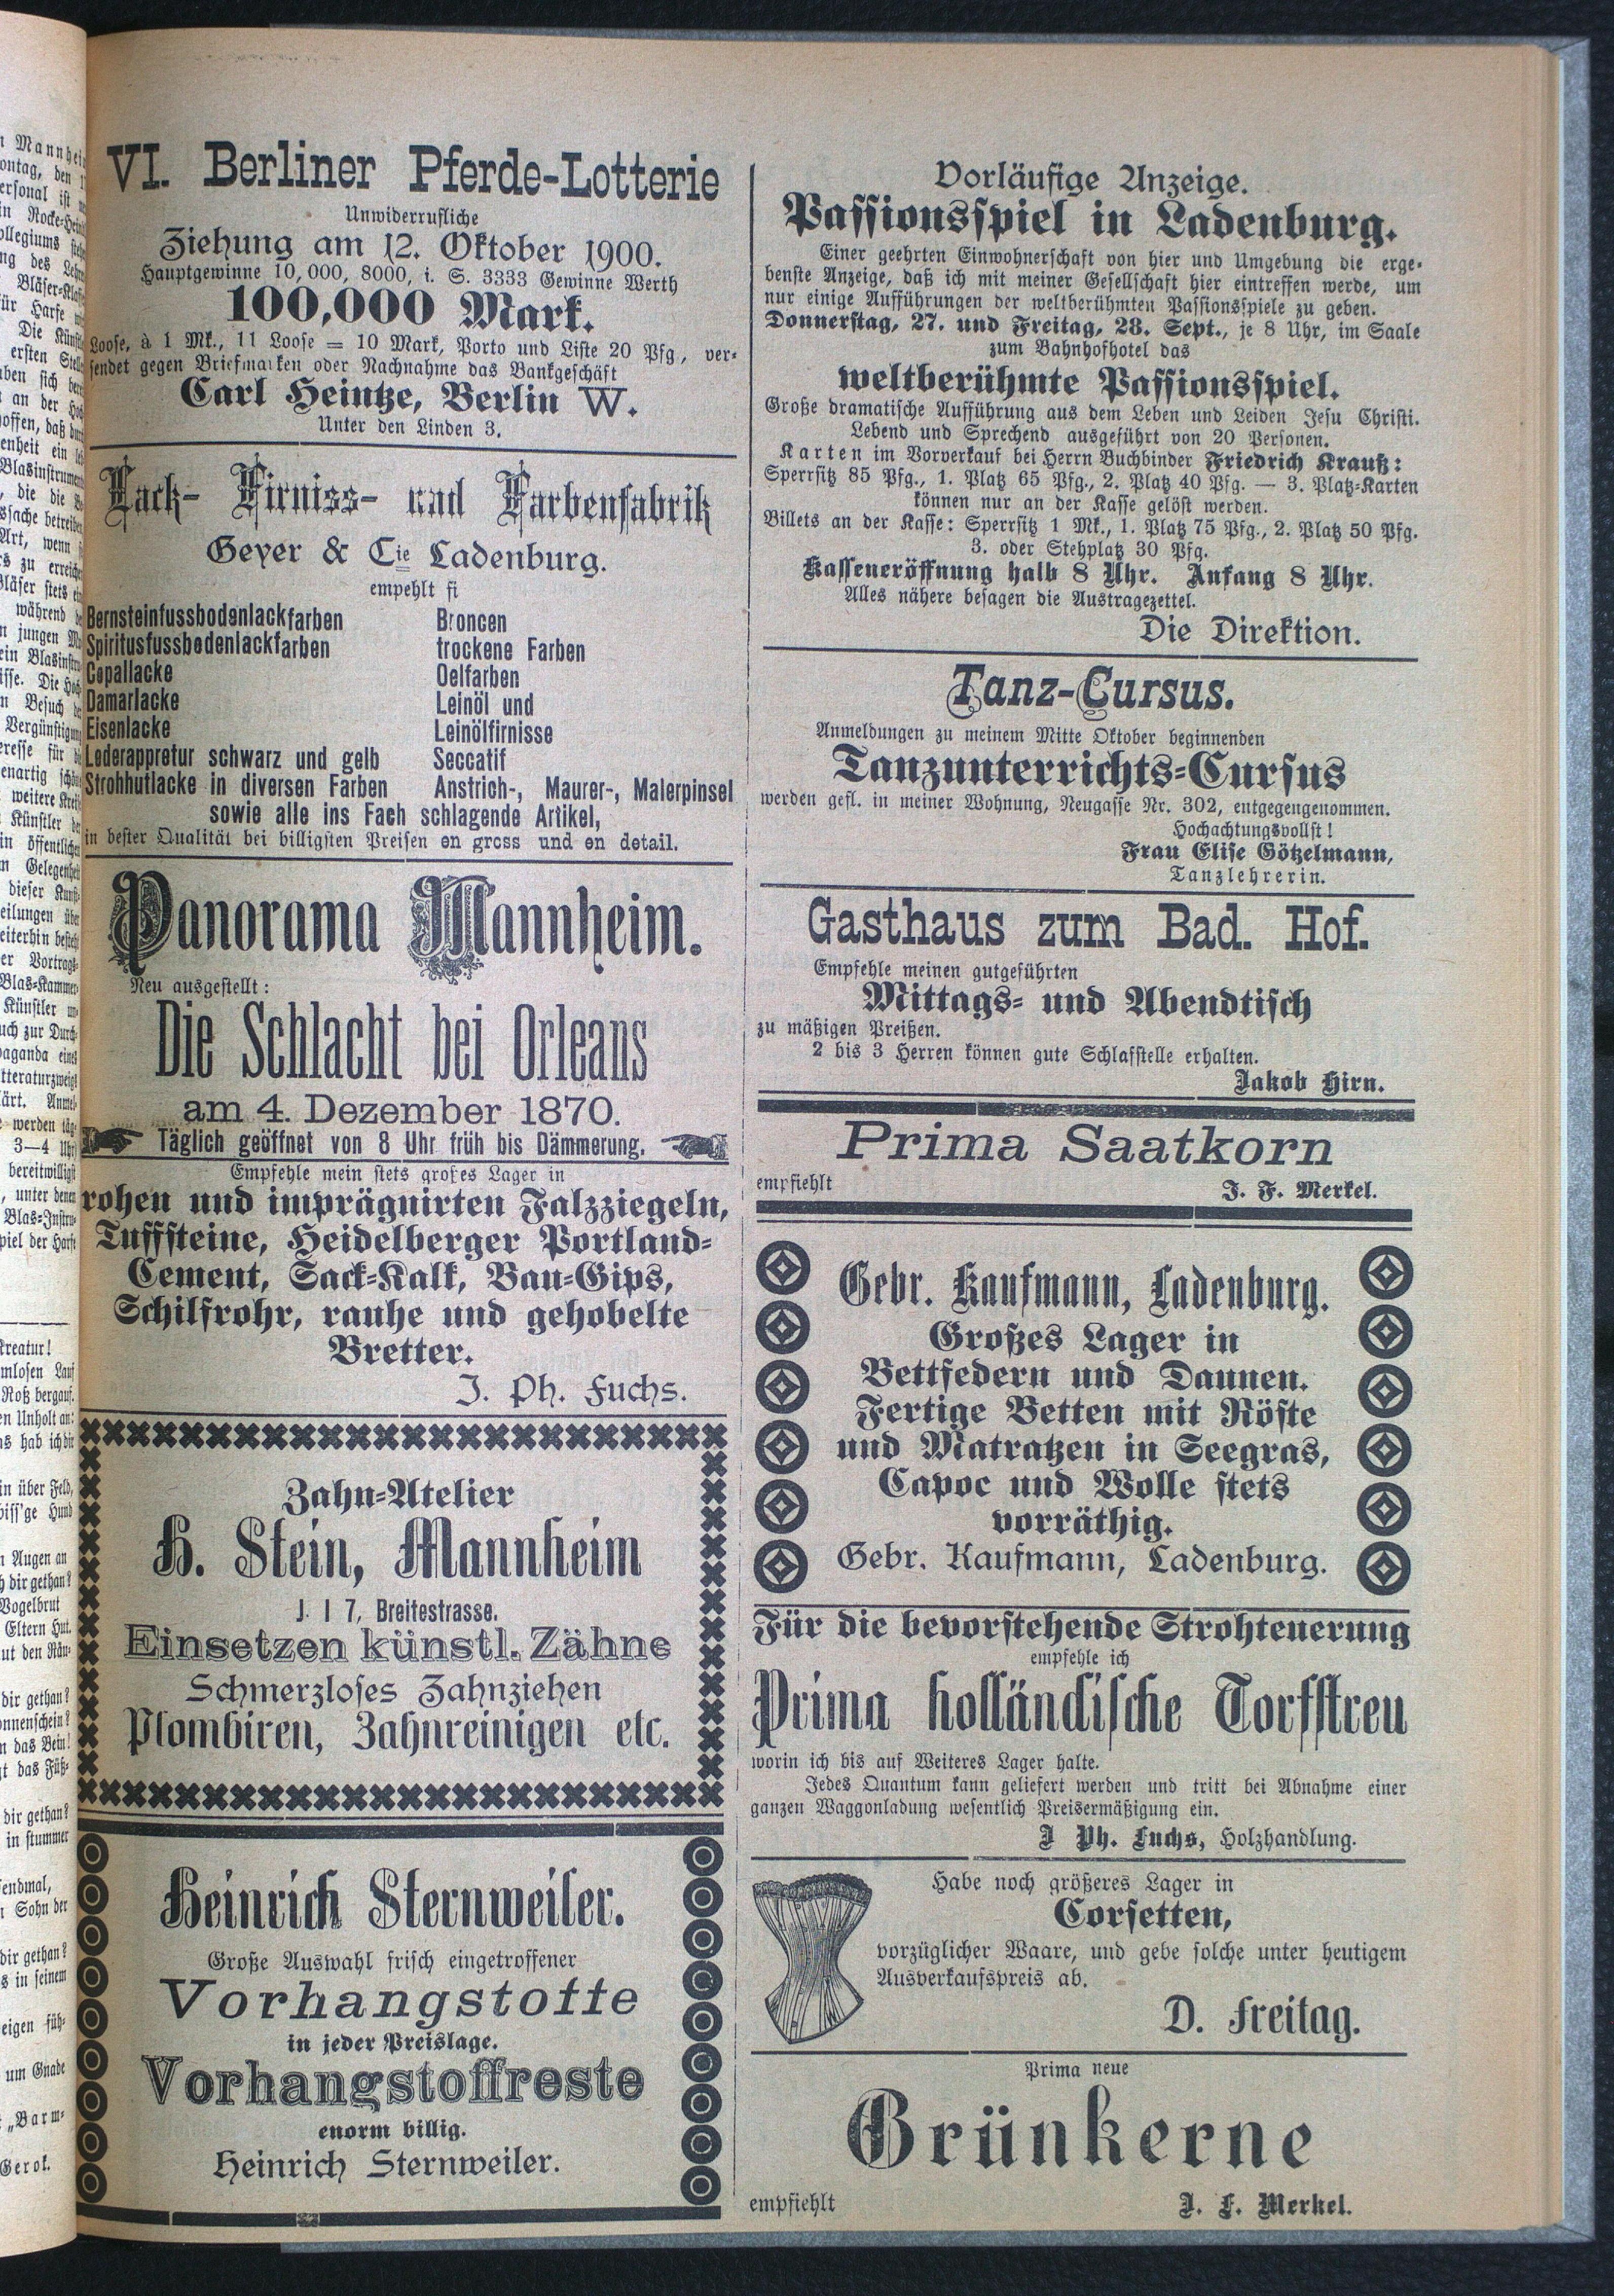 VI. Berliner Pferde-Lotterie
Unwiderrufliche
Ziehung am 12. Oktober 1900.
Hauptgewinne 10,000, 8000, i. S. 3333 Gewinne Werth
100,000 Mark.
Loose, à 1 Mk., 11 Loose = 10 Mark, Porto und Liste 20 Pfg, ver-
sendet gegen Briefmarken oder Nachnahme das Bankgeschäft
Carl Heintze, Berlin W.
Unter den Linden 3.
Lack- Firniss- und Farbenfabrik
Geyer & Cie Ladenburg.
empehlt si
Bernsteinfussbodenlackfarben
Spiritusfussbodenlackfarben
Copallacke
Damarlacke
Eisenlacke
Lederappretur schwarz und gelb
Strohhutlacke in diversen Farben
Broncen
trockene Farben
Oelfarben
Leinöl und
Leinölfirnisse
Seccatif
Anstrich-, Maurer-, Malerpinsel
sowie alle ins Fach schlagende Artikel,
in bester Qualität bei billigsten Preisen en gross und en detail.
Panorama Mannheim.
Neu ausgestellt:
Die Schlacht bei Orleans
am 4. Dezember 1870.
Täglich geöffnet von 8 Uhr früh bis Dämmerung.
Empfehle mein stets großes Lager in
rohen und imprägnirten Falzziegeln,
Tuffsteine, Heidelberger Portland-
Cement, Sack-Kalk, Bau-Gips,
Schilfrohr, rauhe und gehobelte
Bretter.
J. Ph. Fuchs.
Zahn-Atelier
H. Stein, Mannheim
J. 1 7, Breitestrasse.
Einsetzen künstl. Zähne
Schmerzloses Zahnziehen
Plombiren, Zahnreinigen etc.
Heinrich Sternweiler.
Große Auswahl frisch eingetroffener
Vorhangstoffe
in jeder Preislage.
Vorhangstoffreste
enorm billig.
Heinrich Sternweiler.
Vorläufige Anzeige.
Passionsspiel in Ladenburg.
Einer geehrten Einwohnerschaft von hier und Umgebung die erge-
benste Anzeige, daß ich mit meiner Gesellschaft hier eintreffen werde, um
nur einige Aufführungen der weltberühmten Passionsspiele zu geben.
Donnerstag, 27. und Freitag, 28. Sept., je 8 Uhr, im Saale
zum Bahnhofhotel das
weltberühmte Passionsspiel.
Große dramatische Aufführung aus dem Leben und Leiden Jesu Christi.
Lebend und Sprechend ausgeführt von 20 Personen.
Karten im Vorverkauf bei Herrn Buchbinder Friedrich Krauß:
Sperrsitz 85 Pfg., 1. Platz 65 Pfg., 2. Platz 40 Pfg. — 3. Platz-Karten
können nur an der Kasse gelöst werden.
Billets an der Kasse: Sperrsitz 1 Mk., 1. Platz 75 Pfg., 2. Platz 50 Pfg.
3. oder Stehplatz 30 Pfg.
Kasseneröffnung halb 8 Uhr. Anfang 8 Uhr.
Alles nähere besagen die Austragezettel.
Die Direktion.
Tanz-Cursus.
Anmeldungen zu meinem Mitte Oktober beginnenden
Tanzunterrichts-Cursus
werden gefl. in meiner Wohnung, Neugasse Nr. 302, entgegengenommen.
Hochachtungsvollst!
Frau Elise Götzelmann,
Tanzlehrerin.
Gasthaus zum Bad. Hof.
Empfehle meinen gutgeführten
Mittags- und Abendtisch
zu mäßigen Preißen.
2 bis 3 Herren können gute Schlafstelle erhalten.
Jakob Hirn.
Prima Saatkorn
empfiehlt
J. F. Merkel.
Gebr. Kaufmann, Ladenburg.
Großes Lager in
Bettfedern und Daunen.
Fertige Betten mit Röste
und Matratzen in Seegras,
Capoc und Wolle stets
vorräthig.
Gebr. Kaufmann, Ladenburg.
Für die bevorstehende Strohteuerung
empfehle ich
Prima holländische Torfstreu
worin ich bis auf Weiteres Lager halte.
Jedes Quantum kann geliefert werden und tritt bei Abnahme einer
ganzen Waggonladung wesentlich Preisermäßigung ein.
J Ph. Fuchs, Holzhandlung.
Habe noch größeres Lager in
Corsetten,
vorzüglicher Waare, und gebe solche unter heutigem
Ausverkaufspreis ab.
D. Freitag.
Prima neue
Grünkerne
empfiehlt
J. F. Merkel.